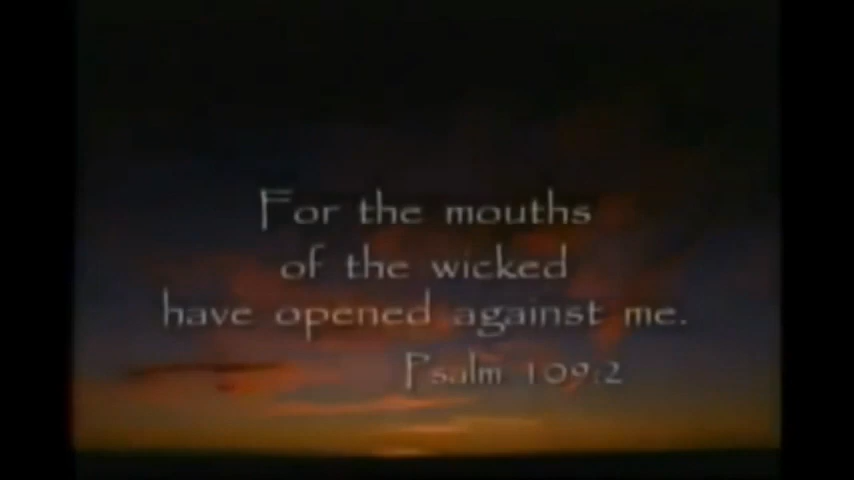 For the mouths
of the wicked
have opened against me.
Psalm 109:2